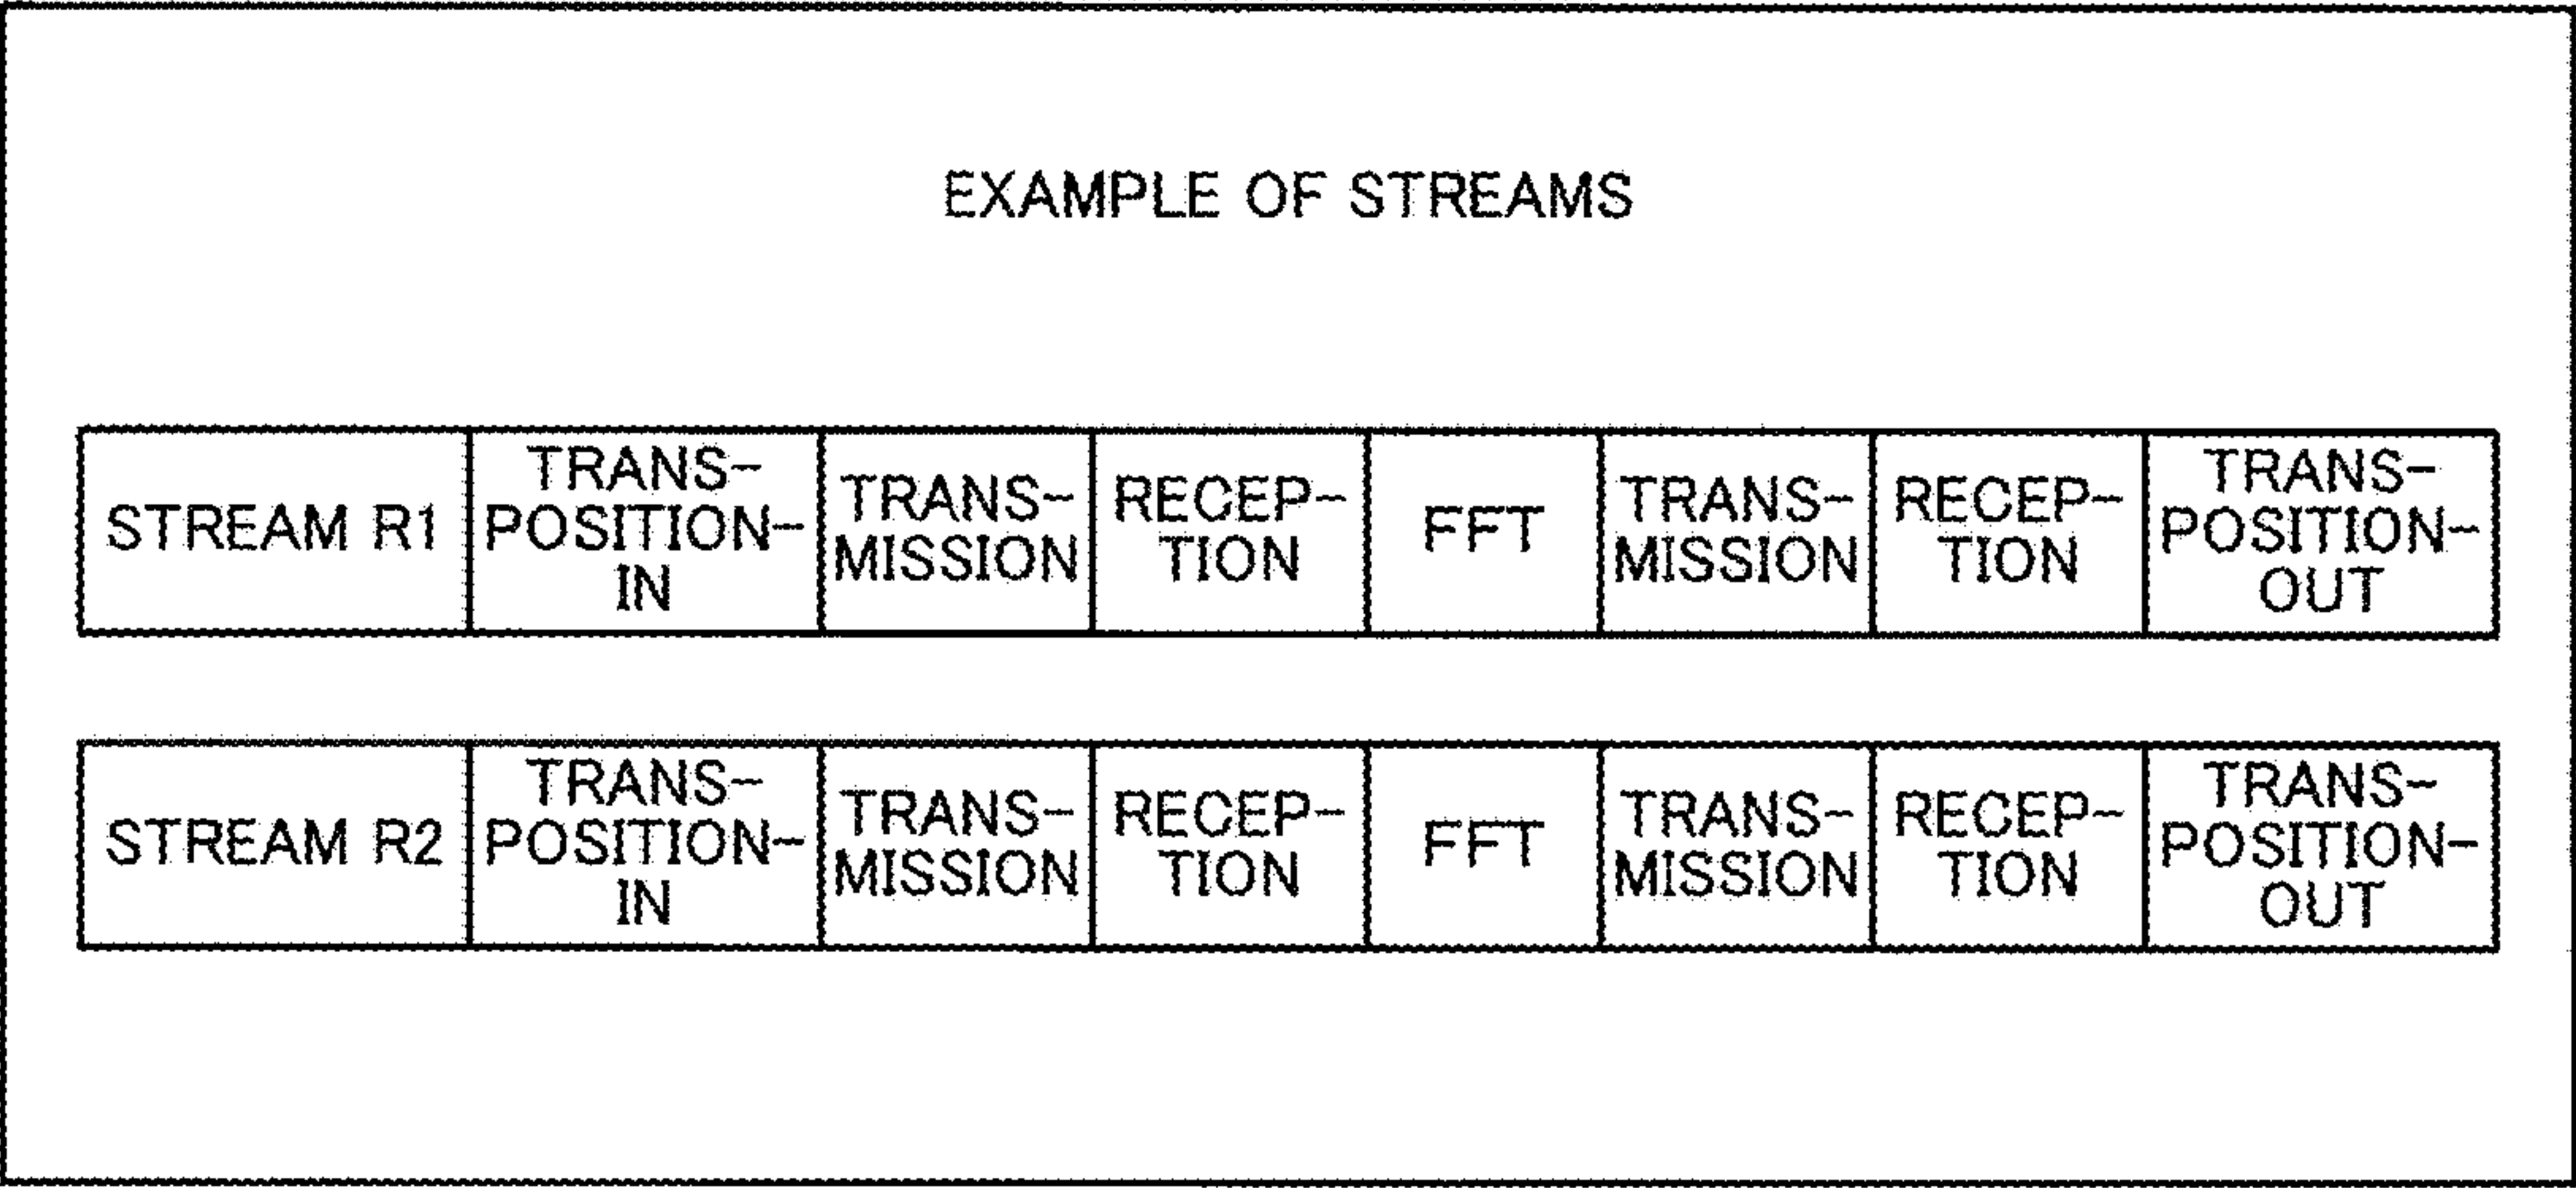 EXAMPLE OF STREAMS
STREAM R1
TRANS-
POSITION-
IN
TRANS-
MISSION
RECEP-
TION
FFT
TRANS-
MISSION
RECEP-
TION
TRANS-
POSITION-
OUT
STREAM R2
TRANS-
POSITION-
IN
TRANS-
MISSION
RECEP-
TION
FFT
TRANS-
MISSION
RECEP-
TION
TRANS-
POSITION-
OUT